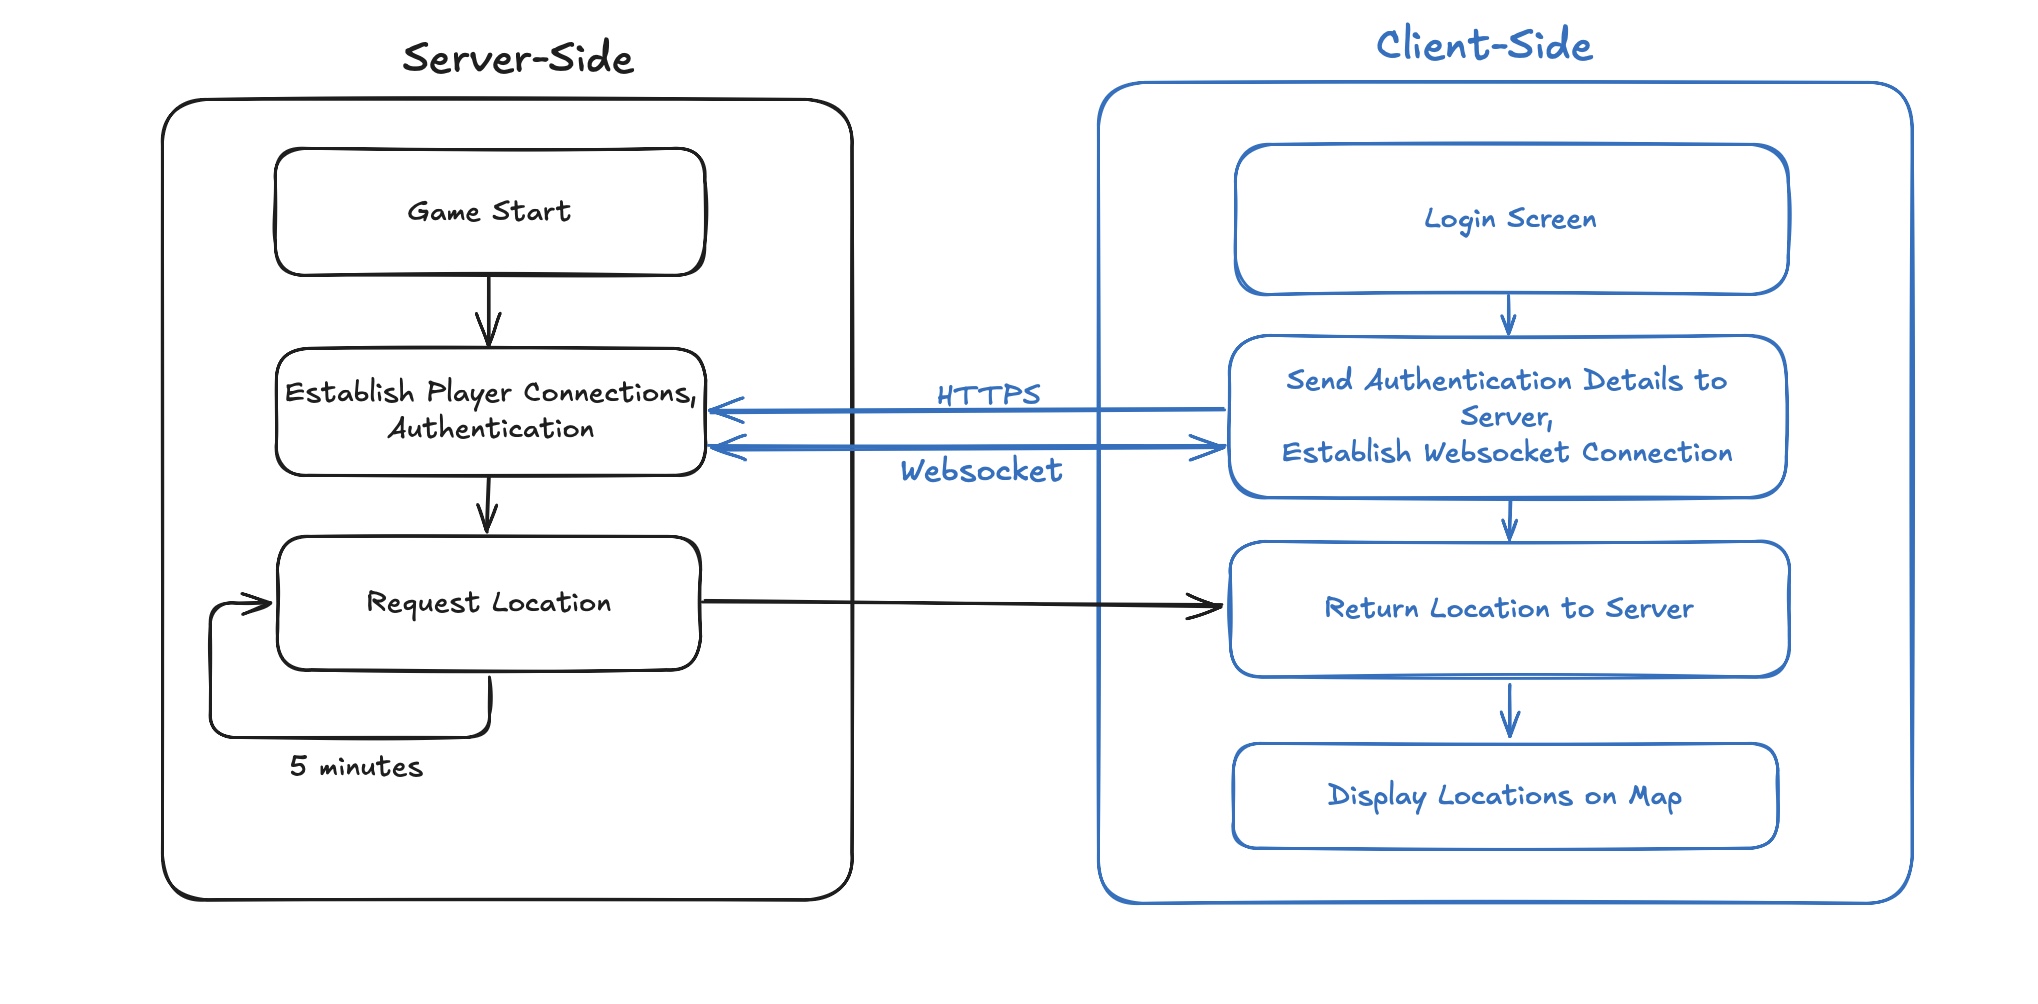 Server-Side
Game Start
Establish Player Connections,
Authentication
Request Location
5 minutes
HTTPS
Websocket
Client-Side
Login Screen
Send Authentication Details to
Server,
Establish Websocket Connection
Return Location to Server
Display Locations on Map